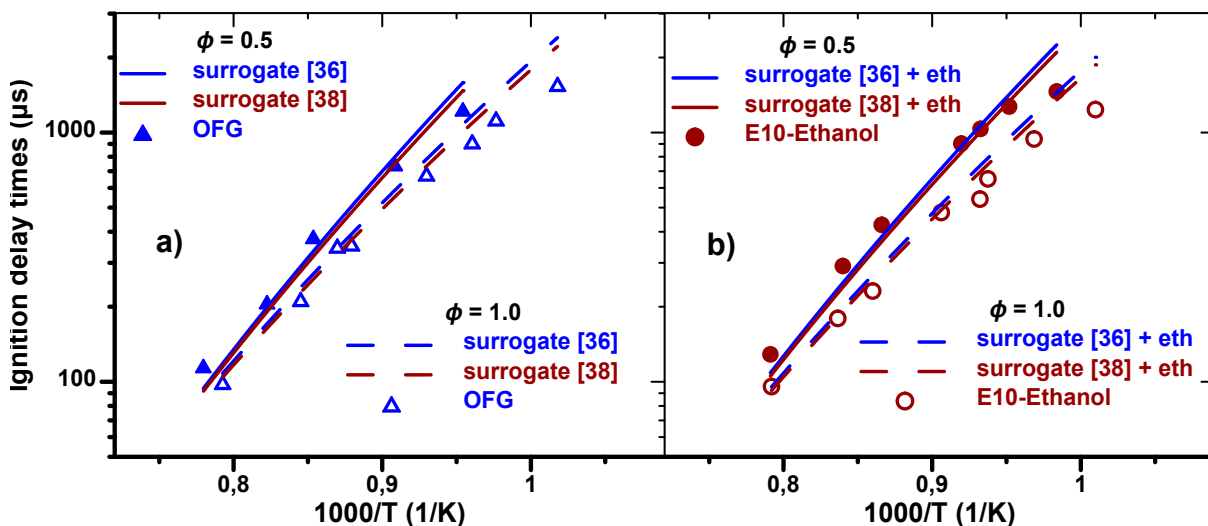 Ignition delay times (µs)
1000
100
ϕ = 0.5
surrogate [36]
surrogate [38]
OFG
a)
ϕ = 1.0
surrogate [36]
surrogate [38]
OFG
0,8
0,9
1
1000/T (1/K)
ϕ = 0.5
surrogate [36] + eth
surrogate [38] + eth
E10-Ethanol
b)
ϕ = 1.0
surrogate [36] + eth
surrogate [38] + eth
E10-Ethanol
0,8
0,9
1
1000/T (1/K)